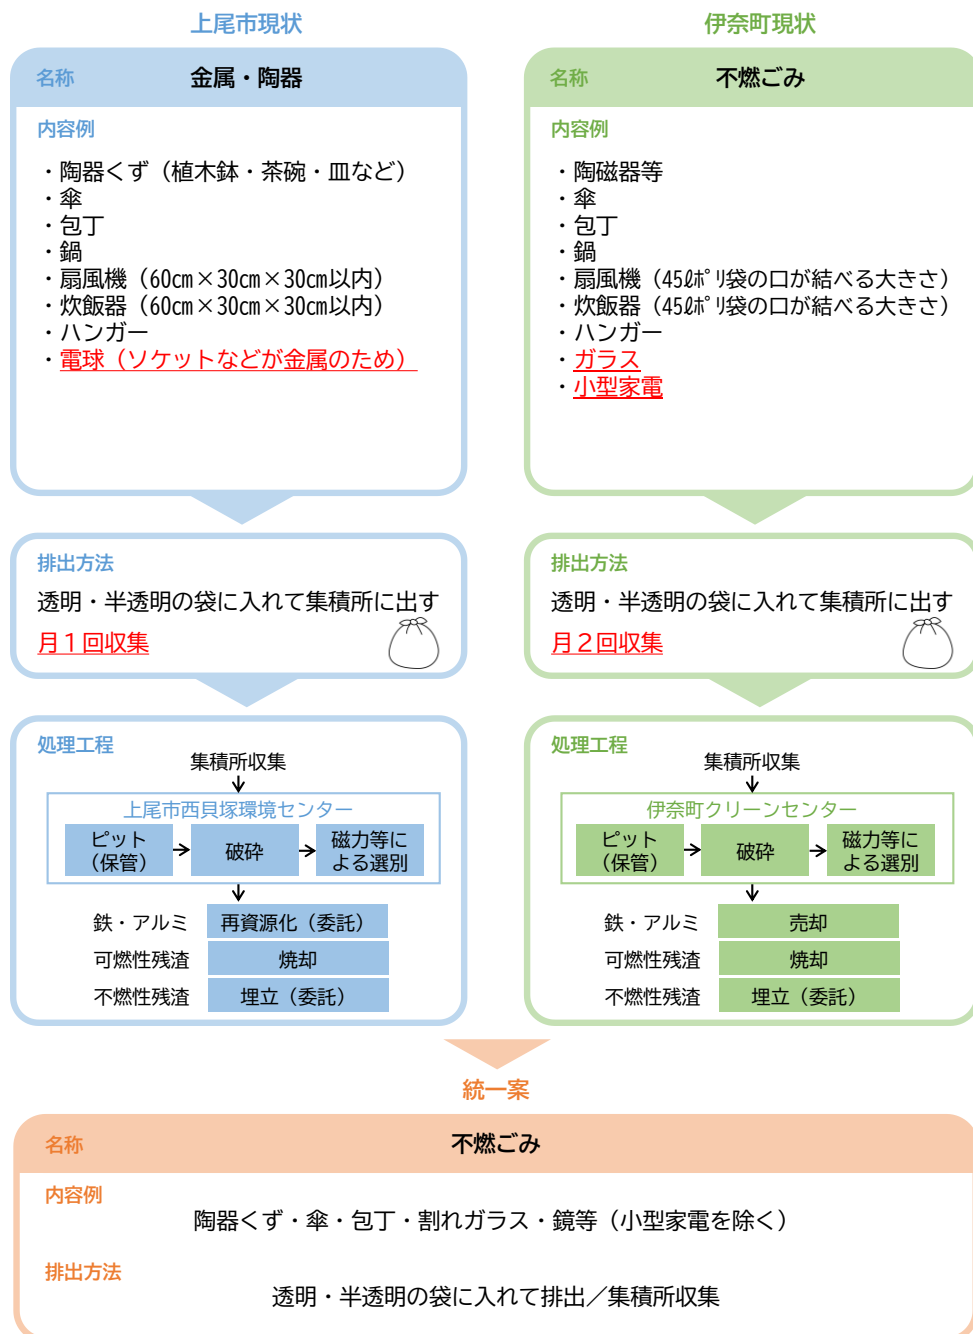 上尾市現状
名称 金属・陶器
内容例
・陶器くず（植木鉢・茶碗・皿など）
・傘
・包丁
・鍋
・扇風機（60㎝×30㎝×30㎝以内）
・炊飯器（60㎝×30㎝×30㎝以内）
・ハンガー
・電球（ソケットなどが金属のため）
排出方法
透明・半透明の袋に入れて集積所に出す
月１回収集
処理工程
集積所収集
上尾市西貝塚環境センター
ピット（保管）
破砕
磁力等による選別
鉄・アルミ 再資源化（委託）
可燃性残渣 焼却
不燃性残渣 埋立（委託）
伊奈町現状
名称 不燃ごみ
内容例
・陶磁器等
・傘
・包丁
・鍋
・扇風機（45ℓﾎﾟﾘ袋の口が結べる大きさ）
・炊飯器（45ℓﾎﾟﾘ袋の口が結べる大きさ）
・ハンガー
・ガラス
・小型家電
排出方法
透明・半透明の袋に入れて集積所に出す
月２回収集
処理工程
集積所収集
伊奈町クリーンセンター
ピット（保管）
破砕
磁力等による選別
鉄・アルミ 売却
可燃性残渣 焼却
不燃性残渣 埋立（委託）
統一案
名称 不燃ごみ
内容例
陶器くず・傘・包丁・割れガラス・鏡等（小型家電を除く）
排出方法
透明・半透明の袋に入れて排出／集積所収集